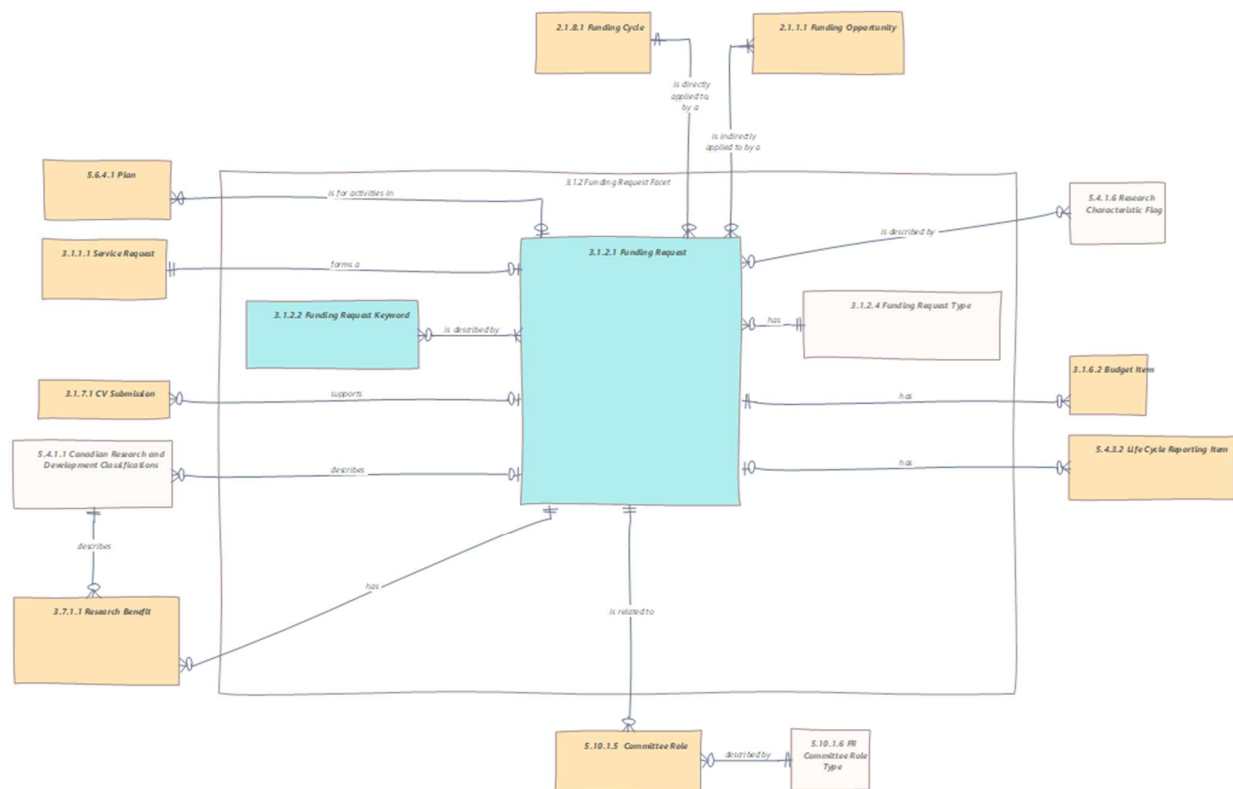 2.1.8.1 Funding Cycle
2.1.1.1 Funding Opportunity
is directly
applied to
by a
is indirectly
applied to by a
5.6.4.1 Plan
is for activities in
3.1.2 Funding Request Facet
5.4.1.6 Research
Characteristic Flag
is described by
3.1.1.1 Service Request
forms a
3.1.2.1 Funding Request
3.1.2.2 Funding Request Keyword
is described by
3.1.2.4 Funding Request Type
has
3.1.6.2 Budget Item
has
3.1.7.1 CV Submission
supports
5.4.1.1 Canadian Research and
Development Classifications
describes
has
5.4.3.2 Life Cycle Reporting Item
describes
3.7.1.1 Research Benefit
has
is related to
5.10.1.5 Committee Role
described by
5.10.1.6 FR
Committee Role
Type